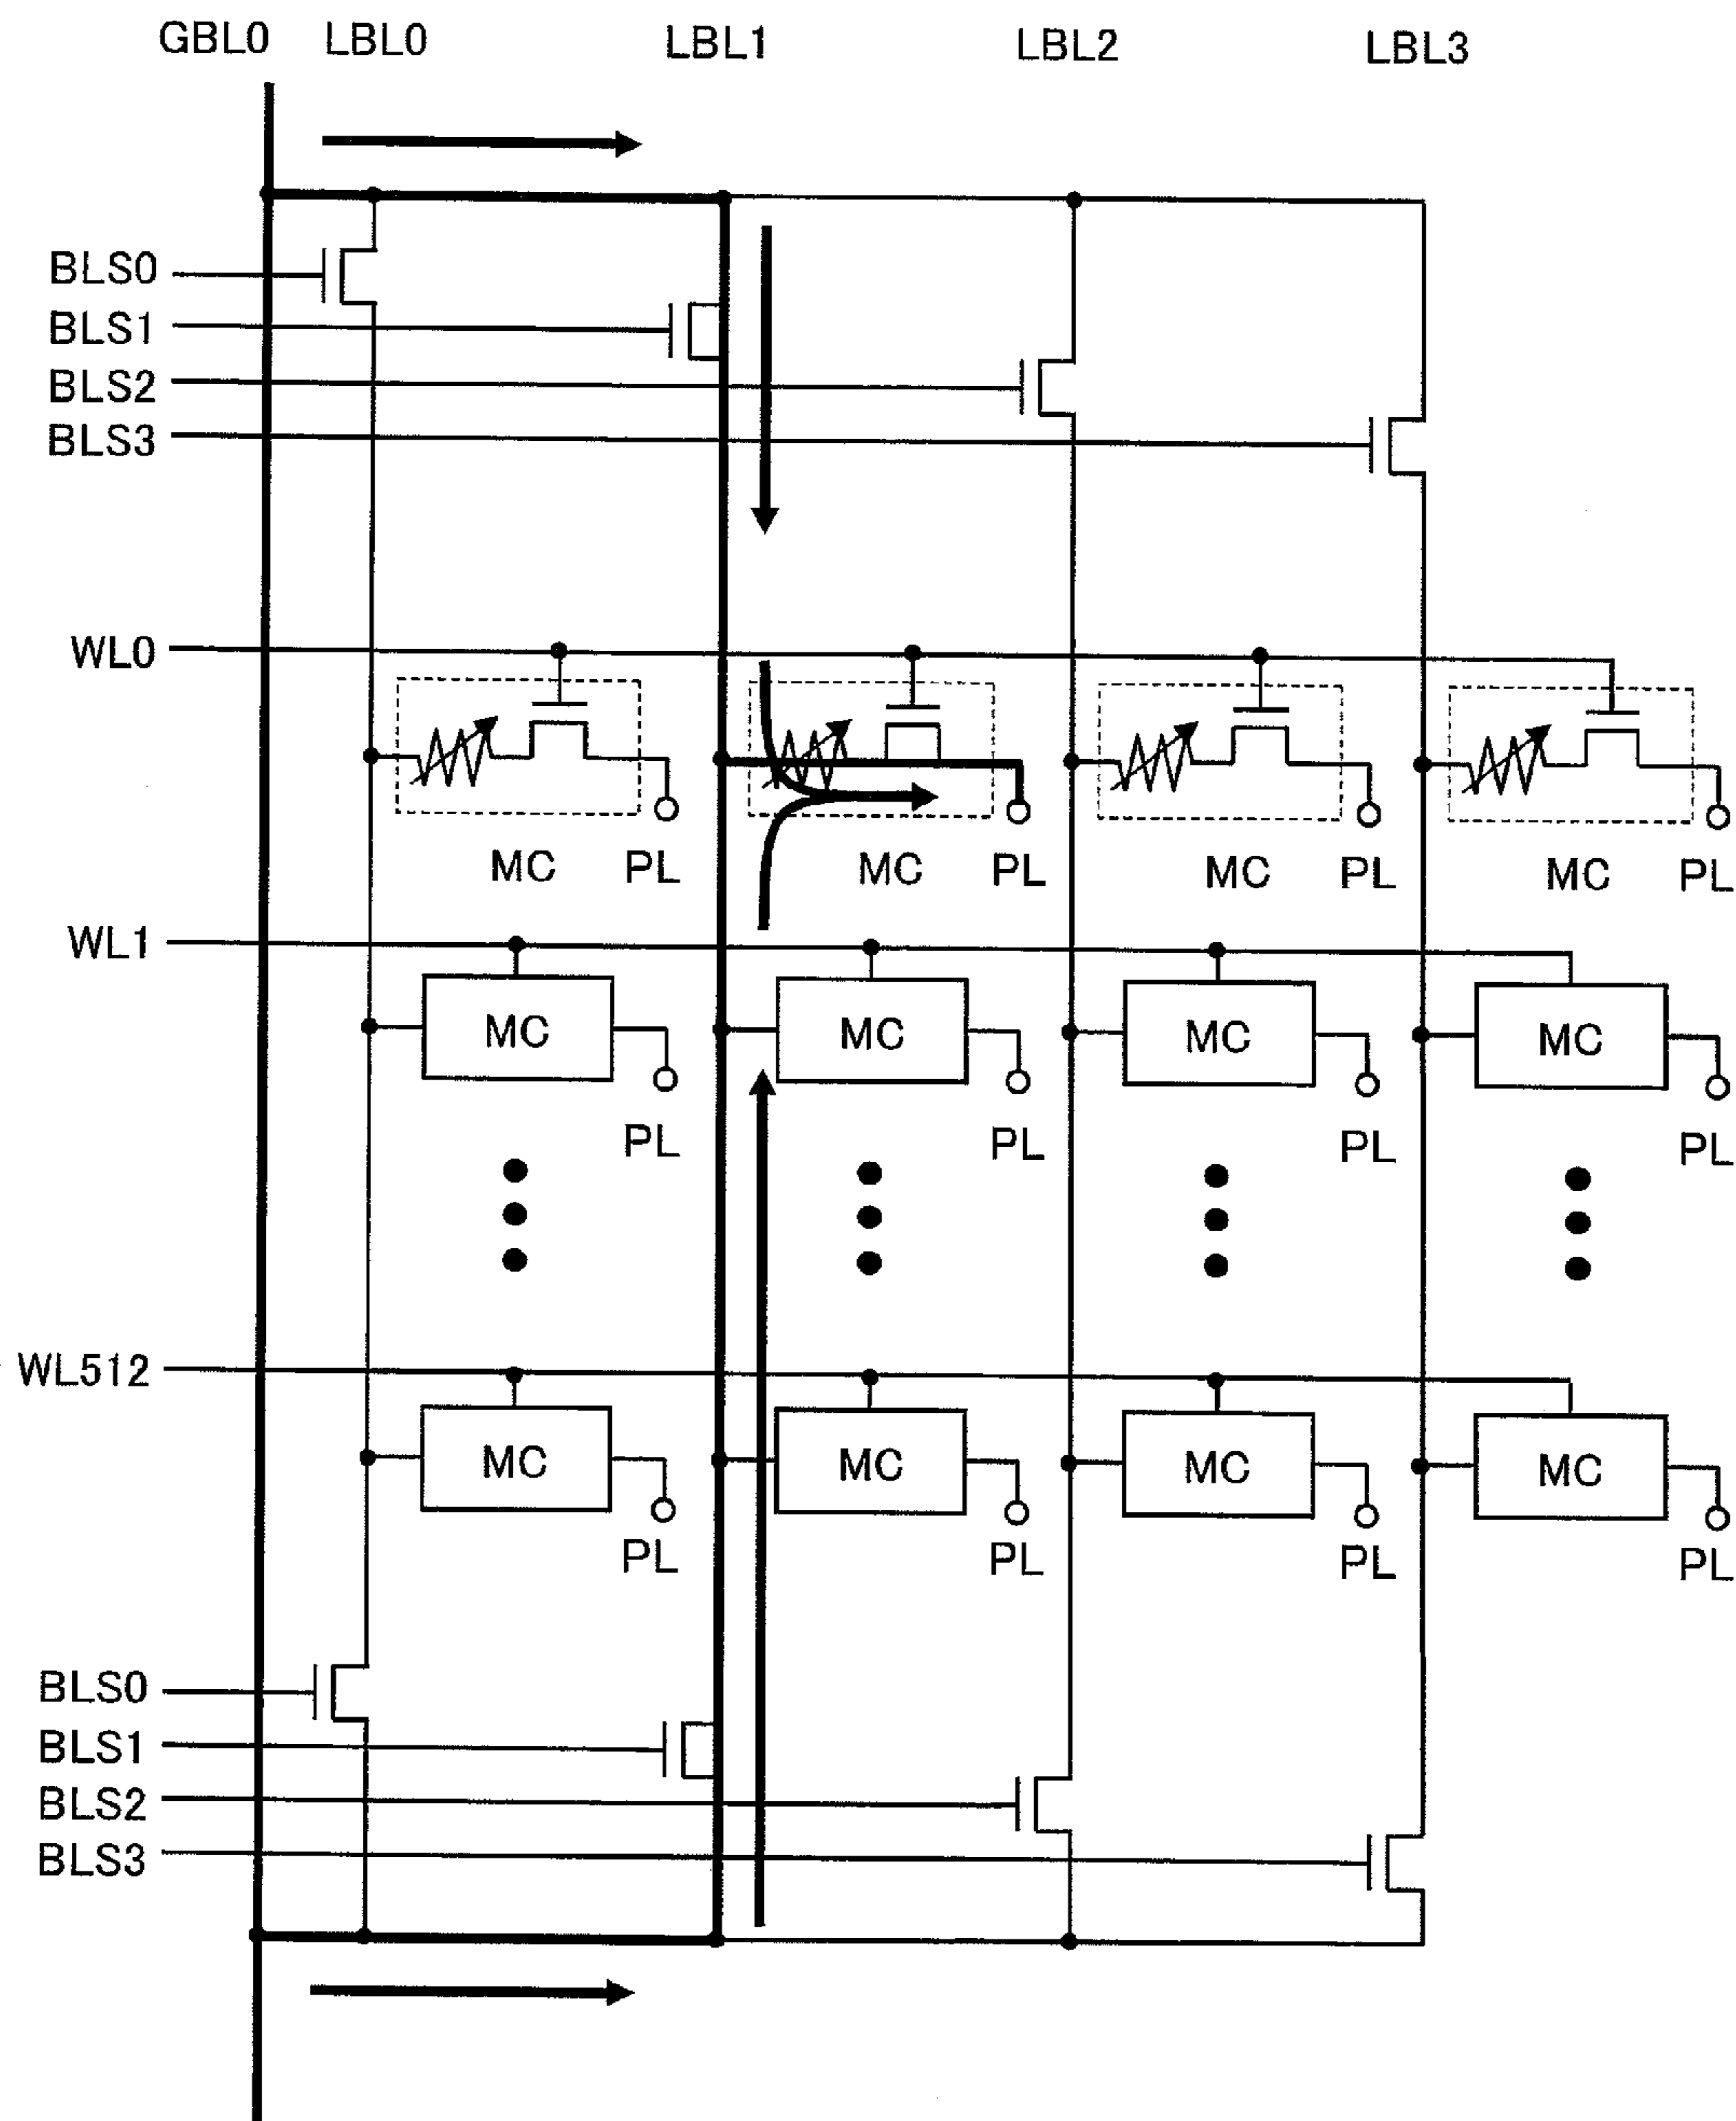 GBL0 LBL0 LBL1 LBL2 LBL3
BLS0
BLS1
BLS2
BLS3
WL0
MC PL MC PL MC PL MC PL
WL1
MC MC MC MC
PL PL PL PL
WL512
MC MC MC MC
PL PL PL PL
BLS0
BLS1
BLS2
BLS3